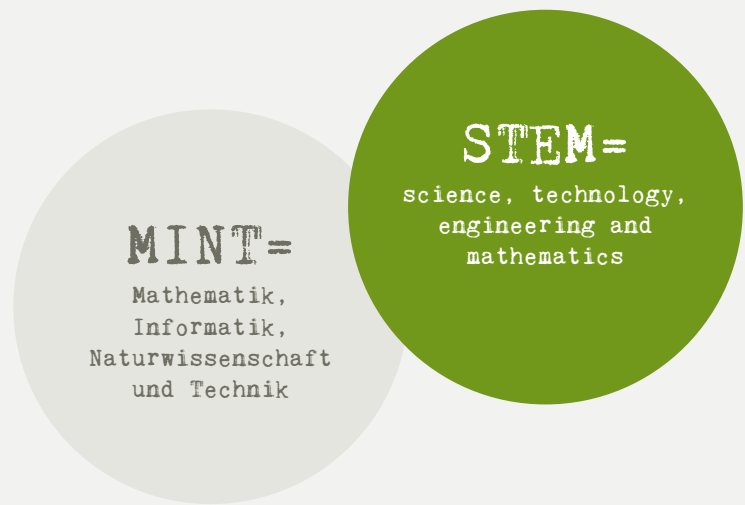 MINT=
Mathematik,
Informatik,
Naturwissenschaft
und Technik
STEM=
science, technology,
engineering and
mathematics